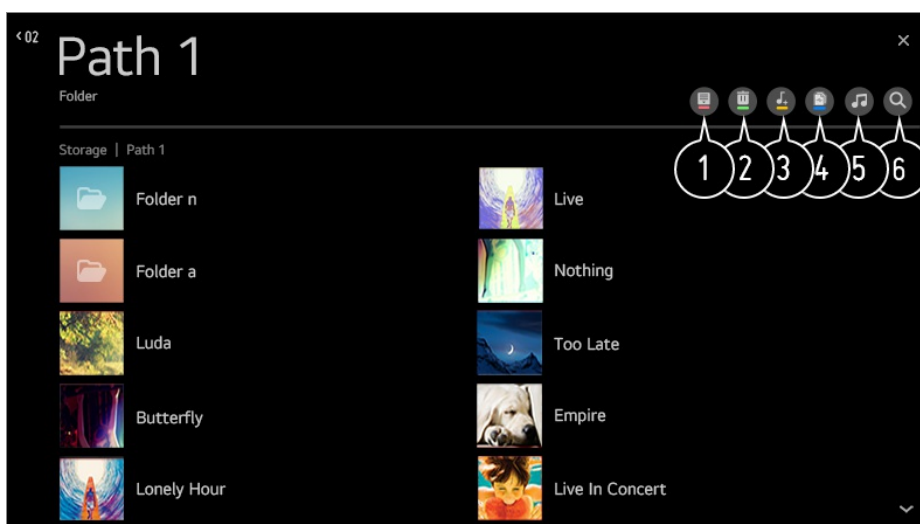 <02
Path 1
Folder
1 2 3 4 5 6
Storage | Path 1
Folder n
Folder a
Luda
Butterfly
Lonely Hour
Live
Nothing
Too Late
Empire
Live In Concert